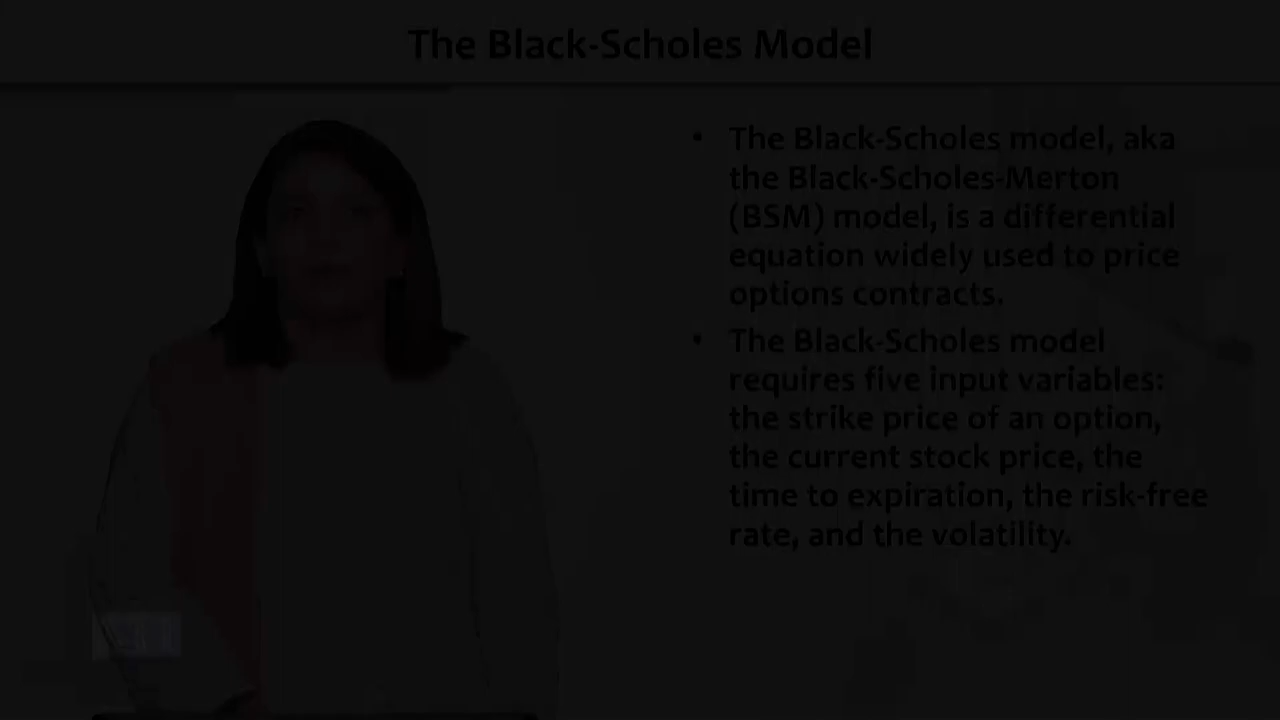 The Black-Scholes Model
• The Black-Scholes model, aka
the Black-Scholes-Merton
(BSM) model, is a differential
equation widely used to price
options contracts.
• The Black-Scholes model
requires five input variables:
the strike price of an option,
the current stock price, the
time to expiration, the risk-free
rate, and the volatility.